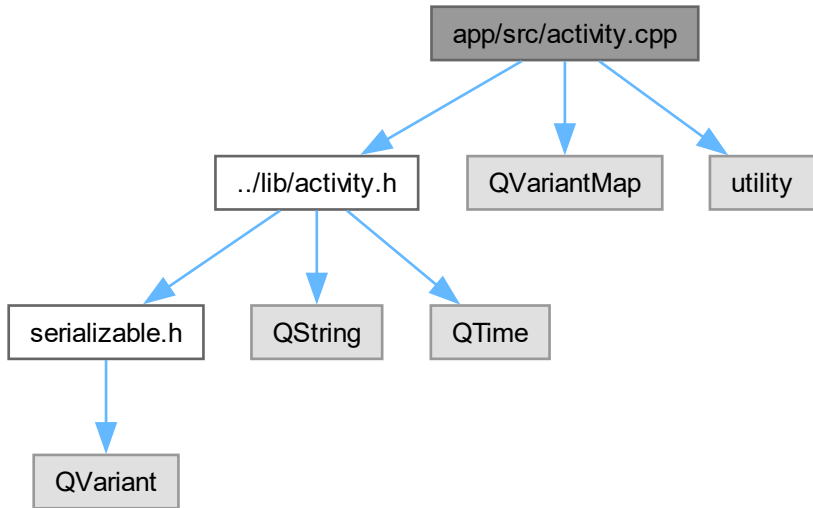 app/src/activity.cpp
../lib/activity.h
QVariantMap
utility
serializable.h
QString
QTime
QVariant